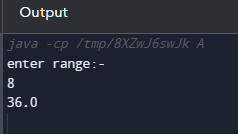 Output
java -cp /tmp/8XZwJ6swJk A
enter range:-
8
36.0